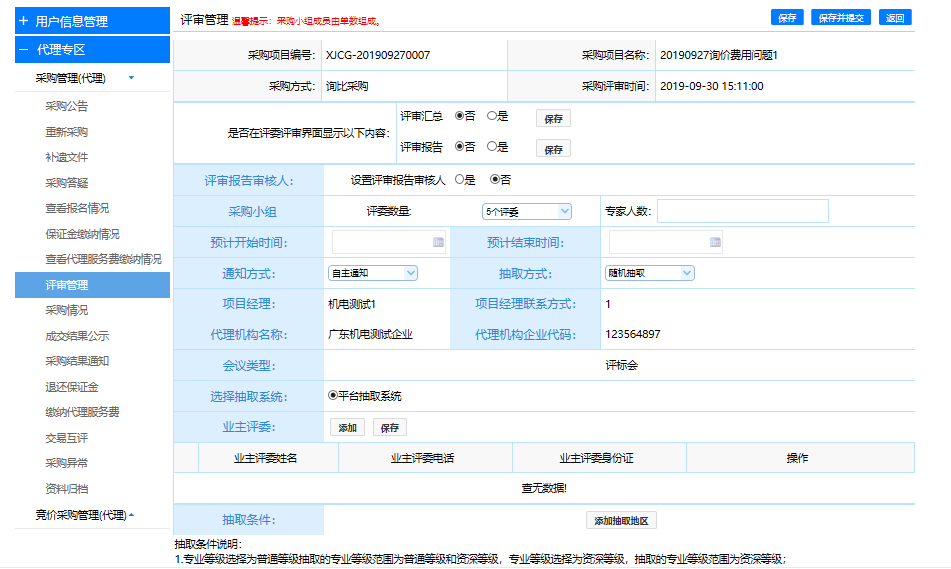 + 用户信息管理
− 代理专区
采购管理(代理)
采购公告
重新采购
补遗文件
采购答疑
查看报名情况
保证金缴纳情况
查看代理服务费缴纳情况
评审管理
采购情况
成交结果公示
采购结果通知
退还保证金
缴纳代理服务费
交易互评
采购异常
资料归档
竞价采购管理(代理)
评审管理 温馨提示：采购小组成员由单数组成。 保存 保存并提交 返回
采购项目编号： XJCG-201909270007 采购项目名称： 20190927询价费用问题1
采购方式： 询比采购 采购评审时间： 2019-09-30 15:11:00
是否在评委评审界面显示以下内容：
评审汇总 否 是 保存
评审报告 否 是 保存
评审报告审核人： 设置评审报告审核人 是 否
采购小组 评委数量： 5个评委 专家人数：
预计开始时间： 预计结束时间：
通知方式： 自主通知 抽取方式： 随机抽取
项目经理： 机电测试1 项目经理联系方式： 1
代理机构名称： 广东机电测试企业 代理机构企业代码： 123564897
会议类型： 评标会
选择抽取系统： 平台抽取系统
业主评委： 添加 保存
业主评委姓名 业主评委电话 业主评委身份证 操作
查无数据!
抽取条件： 添加抽取地区
抽取条件说明：
1.专业等级选择为普通等级抽取的专业等级范围为普通等级和资深等级，专业等级选择为资深等级，抽取的专业等级范围为资深等级；